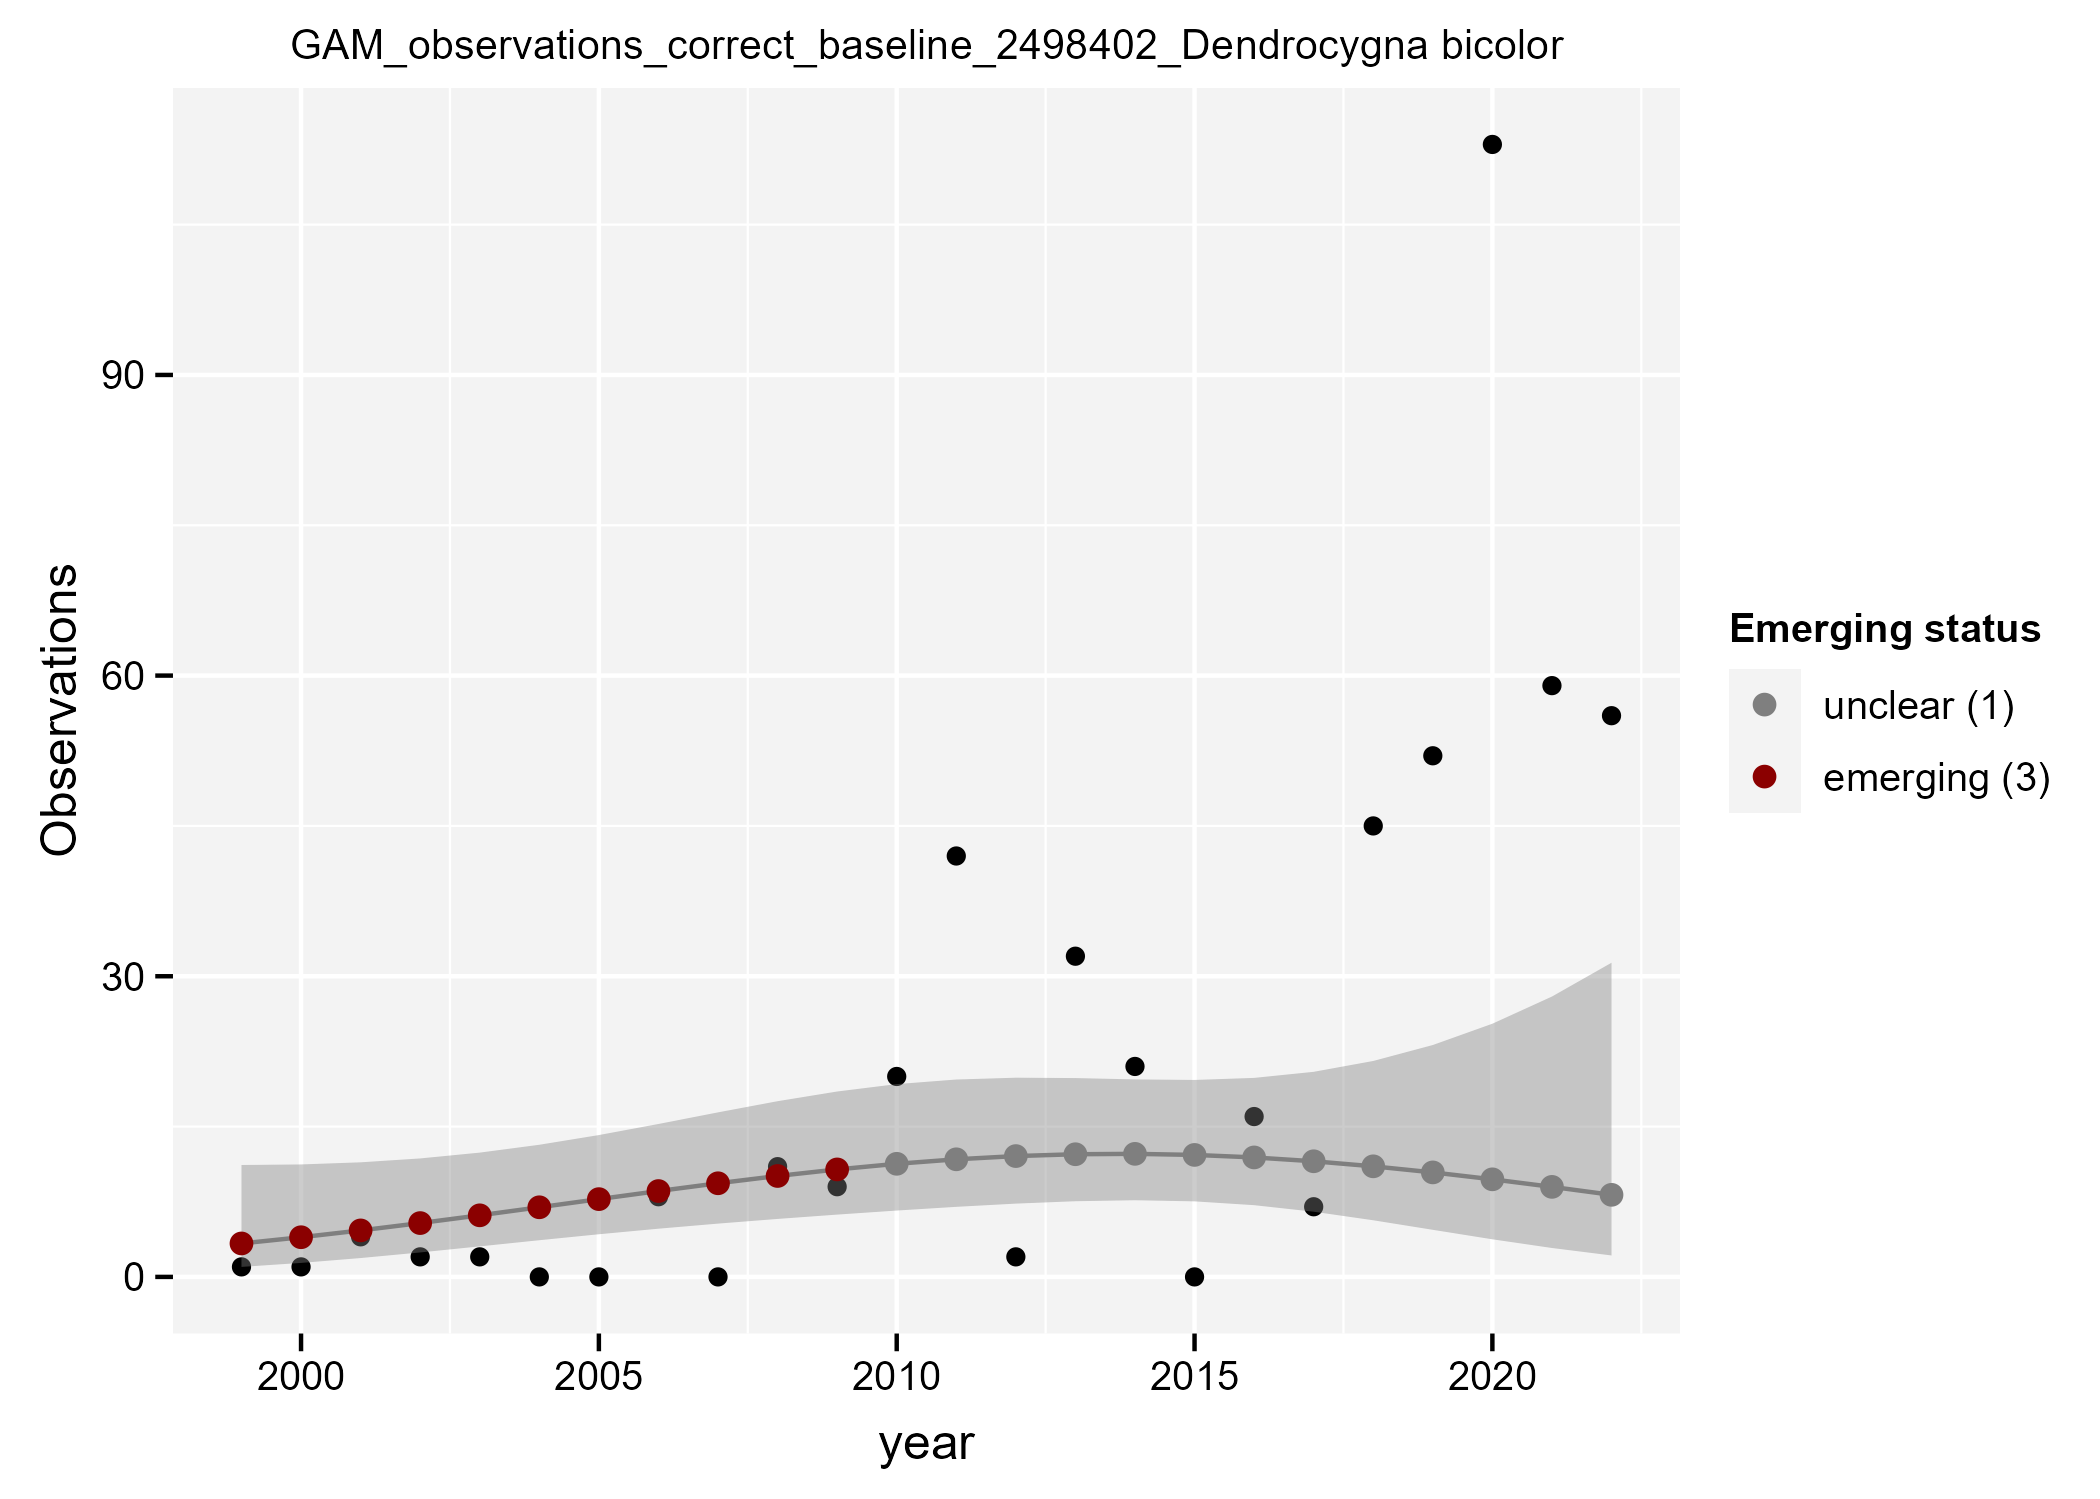 GAM_observations_correct_baseline_2498402_Dendrocygna bicolor
Observations
90
60
30
0
2000 2005 2010 2015 2020
year
Emerging status
unclear (1)
emerging (3)